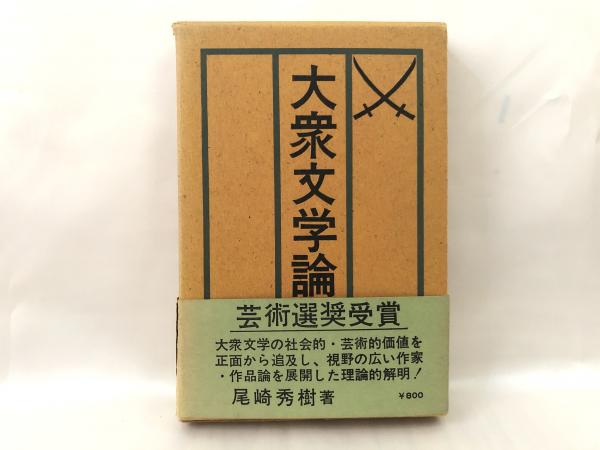 大衆文学論
芸術選奨受賞
大衆文学の社会的・芸術的価値を
正面から追及し、視野の広い作家
・作品論を展開した理論的解明！
尾崎秀樹著
¥800